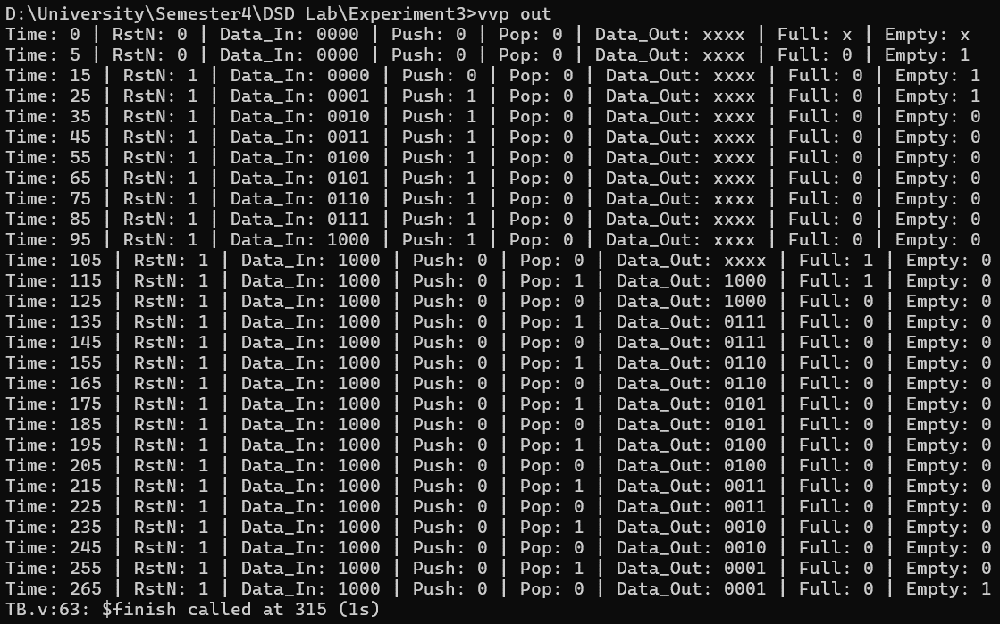 D:\University\Semester4\DSD Lab\Experiment3>vvp out
Time: 0 | RstN: 0 | Data_In: 0000 | Push: 0 | Pop: 0 | Data_Out: xxxx | Full: x | Empty: x
Time: 5 | RstN: 0 | Data_In: 0000 | Push: 0 | Pop: 0 | Data_Out: xxxx | Full: 0 | Empty: 1
Time: 15 | RstN: 1 | Data_In: 0000 | Push: 0 | Pop: 0 | Data_Out: xxxx | Full: 0 | Empty: 1
Time: 25 | RstN: 1 | Data_In: 0001 | Push: 1 | Pop: 0 | Data_Out: xxxx | Full: 0 | Empty: 1
Time: 35 | RstN: 1 | Data_In: 0010 | Push: 1 | Pop: 0 | Data_Out: xxxx | Full: 0 | Empty: 0
Time: 45 | RstN: 1 | Data_In: 0011 | Push: 1 | Pop: 0 | Data_Out: xxxx | Full: 0 | Empty: 0
Time: 55 | RstN: 1 | Data_In: 0100 | Push: 1 | Pop: 0 | Data_Out: xxxx | Full: 0 | Empty: 0
Time: 65 | RstN: 1 | Data_In: 0101 | Push: 1 | Pop: 0 | Data_Out: xxxx | Full: 0 | Empty: 0
Time: 75 | RstN: 1 | Data_In: 0110 | Push: 1 | Pop: 0 | Data_Out: xxxx | Full: 0 | Empty: 0
Time: 85 | RstN: 1 | Data_In: 0111 | Push: 1 | Pop: 0 | Data_Out: xxxx | Full: 0 | Empty: 0
Time: 95 | RstN: 1 | Data_In: 1000 | Push: 1 | Pop: 0 | Data_Out: xxxx | Full: 0 | Empty: 0
Time: 105 | RstN: 1 | Data_In: 1000 | Push: 0 | Pop: 0 | Data_Out: xxxx | Full: 1 | Empty: 0
Time: 115 | RstN: 1 | Data_In: 1000 | Push: 0 | Pop: 1 | Data_Out: 1000 | Full: 1 | Empty: 0
Time: 125 | RstN: 1 | Data_In: 1000 | Push: 0 | Pop: 0 | Data_Out: 1000 | Full: 0 | Empty: 0
Time: 135 | RstN: 1 | Data_In: 1000 | Push: 0 | Pop: 1 | Data_Out: 0111 | Full: 0 | Empty: 0
Time: 145 | RstN: 1 | Data_In: 1000 | Push: 0 | Pop: 0 | Data_Out: 0111 | Full: 0 | Empty: 0
Time: 155 | RstN: 1 | Data_In: 1000 | Push: 0 | Pop: 1 | Data_Out: 0110 | Full: 0 | Empty: 0
Time: 165 | RstN: 1 | Data_In: 1000 | Push: 0 | Pop: 0 | Data_Out: 0110 | Full: 0 | Empty: 0
Time: 175 | RstN: 1 | Data_In: 1000 | Push: 0 | Pop: 1 | Data_Out: 0101 | Full: 0 | Empty: 0
Time: 185 | RstN: 1 | Data_In: 1000 | Push: 0 | Pop: 0 | Data_Out: 0101 | Full: 0 | Empty: 0
Time: 195 | RstN: 1 | Data_In: 1000 | Push: 0 | Pop: 1 | Data_Out: 0100 | Full: 0 | Empty: 0
Time: 205 | RstN: 1 | Data_In: 1000 | Push: 0 | Pop: 0 | Data_Out: 0100 | Full: 0 | Empty: 0
Time: 215 | RstN: 1 | Data_In: 1000 | Push: 0 | Pop: 1 | Data_Out: 0011 | Full: 0 | Empty: 0
Time: 225 | RstN: 1 | Data_In: 1000 | Push: 0 | Pop: 0 | Data_Out: 0011 | Full: 0 | Empty: 0
Time: 235 | RstN: 1 | Data_In: 1000 | Push: 0 | Pop: 1 | Data_Out: 0010 | Full: 0 | Empty: 0
Time: 245 | RstN: 1 | Data_In: 1000 | Push: 0 | Pop: 0 | Data_Out: 0010 | Full: 0 | Empty: 0
Time: 255 | RstN: 1 | Data_In: 1000 | Push: 0 | Pop: 1 | Data_Out: 0001 | Full: 0 | Empty: 0
Time: 265 | RstN: 1 | Data_In: 1000 | Push: 0 | Pop: 0 | Data_Out: 0001 | Full: 0 | Empty: 1
TB.v:63: $finish called at 315 (1s)